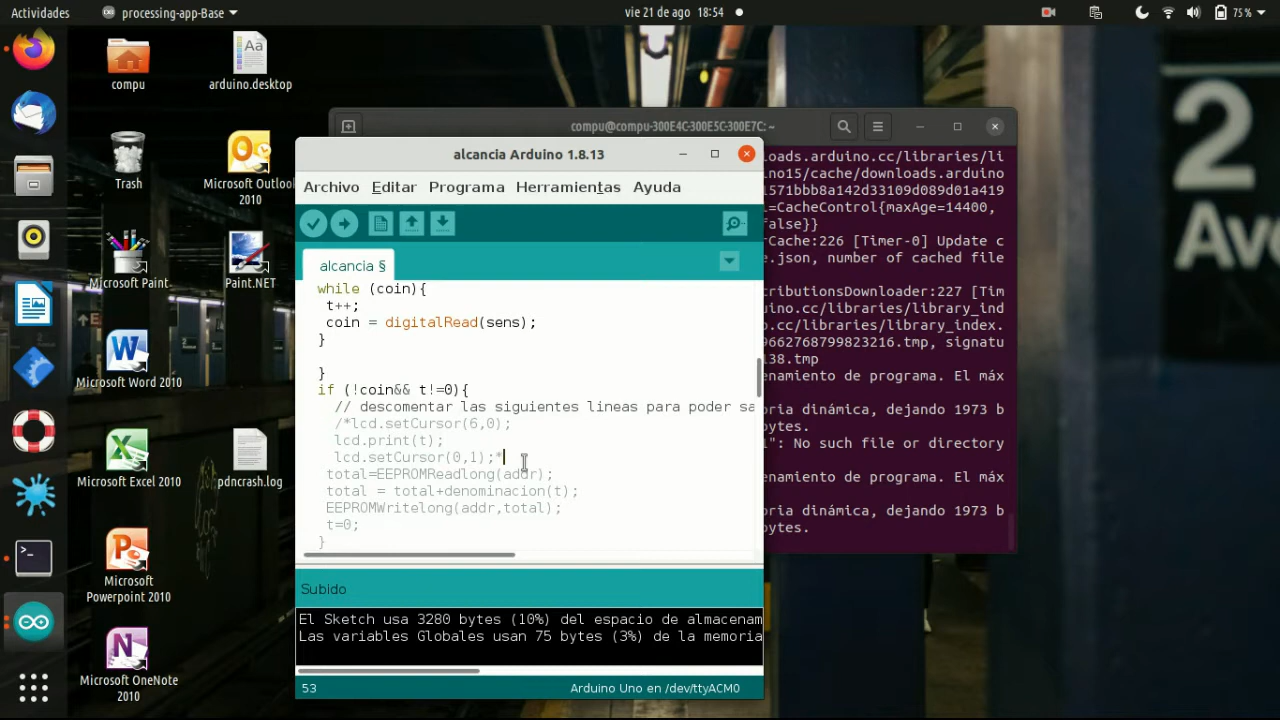 Actividades
processing-app-Base
vie 21 de ago 18:54
75%
compu
arduino.desktop
Trash
Microsoft Outlook
2010
Microsoft Paint
Paint.NET
Microsoft Word 2010
Microsoft Excel 2010
pdncrash.log
Microsoft
Powerpoint 2010
Microsoft OneNote
2010
2
Ave
compu@compu-300E4C-300E5C-300E7C: ~
loads.arduino.cc/libraries/li
ino15/cache/downloads.arduino
1571bbb8a142d33109d089d01a419
l=CacheControl{maxAge=14400,
false}}
rCache:226 [Timer-0] Update c
e.json, number of cached file
tributionsDownloader:227 [Tim
uino.cc/libraries/library_ind
o.cc/libraries/library_index.
9662768799823216.tmp, signatu
138.tmp
enamiento de programa. El máx
oria dinámica, dejando 1973 b
bytes.
l": No such file or directory
enamiento de programa. El máx
oria dinámica, dejando 1973 b
bytes.
alcancia Arduino 1.8.13
Archivo Editar Programa Herramientas Ayuda
alcancia §
while (coin){
t++;
coin = digitalRead(sens);
}
}
if (!coin&& t!=0){
// descomentar las siguientes lineas para poder sa
/*lcd.setCursor(6,0);
lcd.print(t);
lcd.setCursor(0,1);*
total=EEPROMReadlong(addr);
total = total+denominacion(t);
EEPROMWritelong(addr,total);
t=0;
}
Subido
El Sketch usa 3280 bytes (10%) del espacio de almacenam
Las variables Globales usan 75 bytes (3%) de la memoria
53
Arduino Uno en /dev/ttyACM0